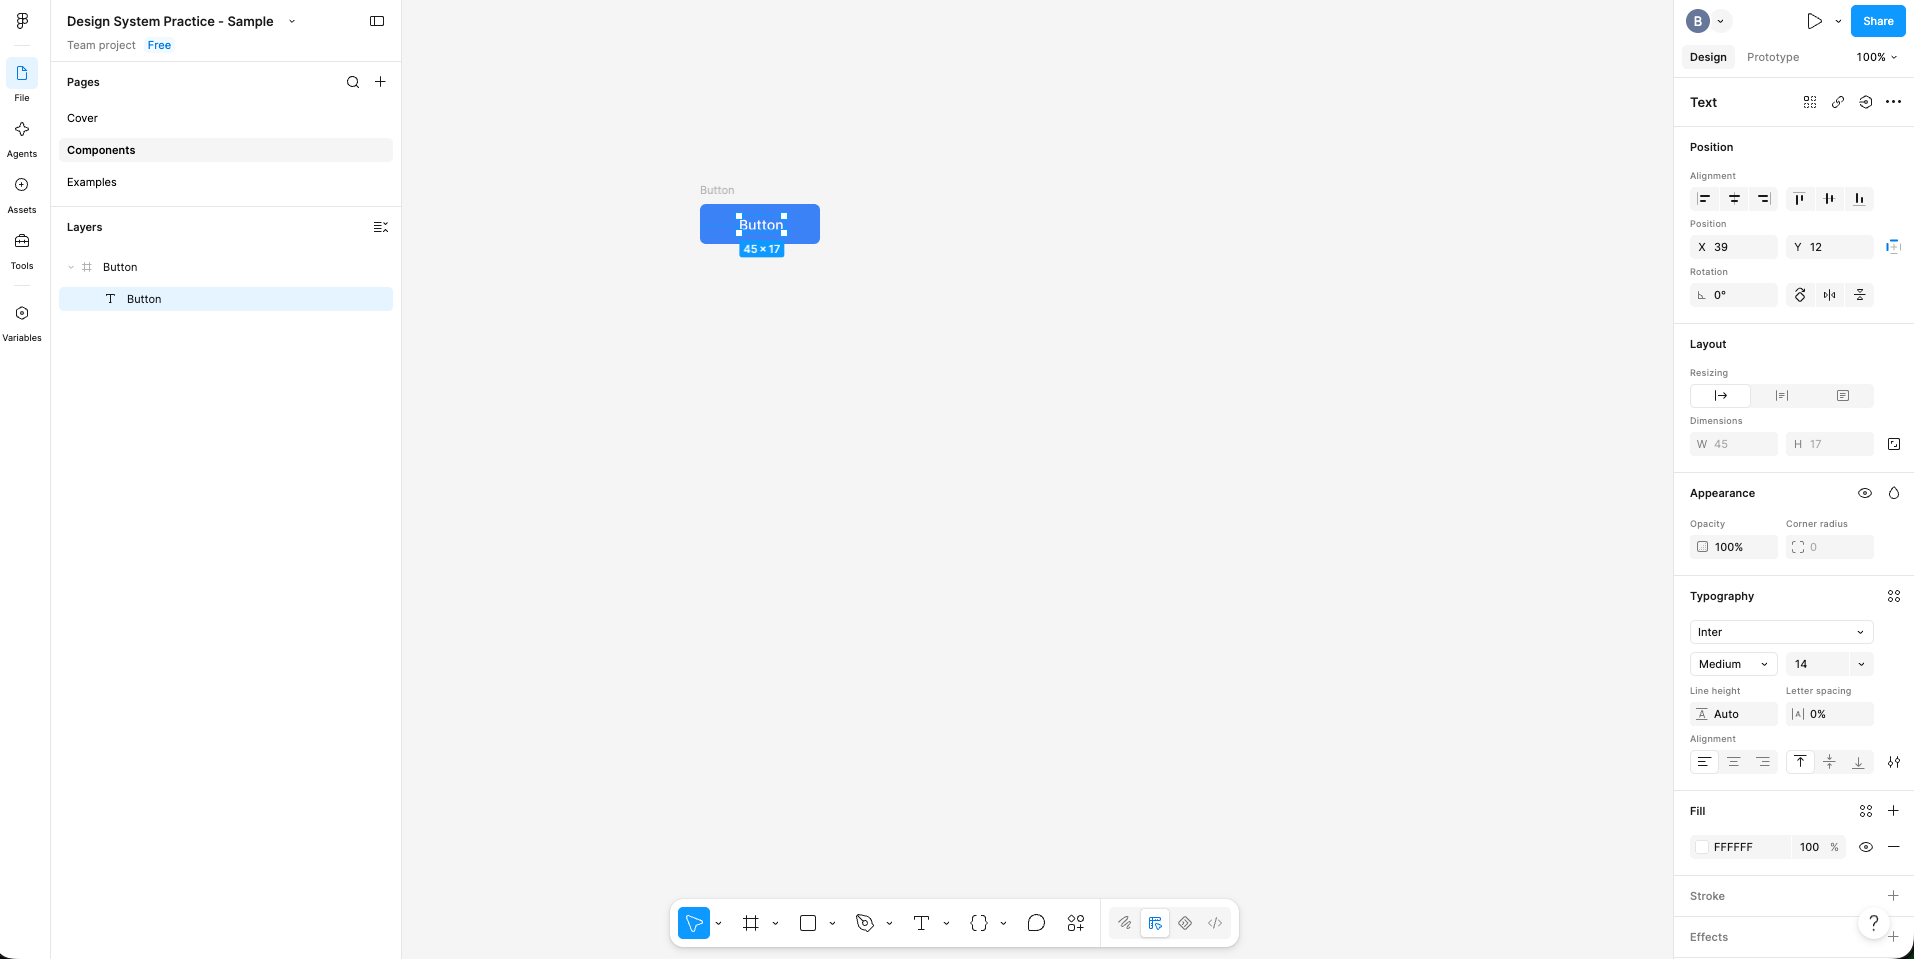 Design System Practice - Sample
Team project Free
File
Agents
Assets
Tools
Variables
Pages
Cover
Components
Examples
Layers
Button
Button
Button
Button
45 × 17
B
Share
Design Prototype 100%
Text
Position
Alignment
Position
X 39 Y 12
Rotation
0°
Layout
Resizing
Dimensions
W 45 H 17
Appearance
Opacity Corner radius
100% 0
Typography
Inter
Medium 14
Line height Letter spacing
Auto 0%
Alignment
Fill
FFFFFF 100 %
Stroke
Effects
?